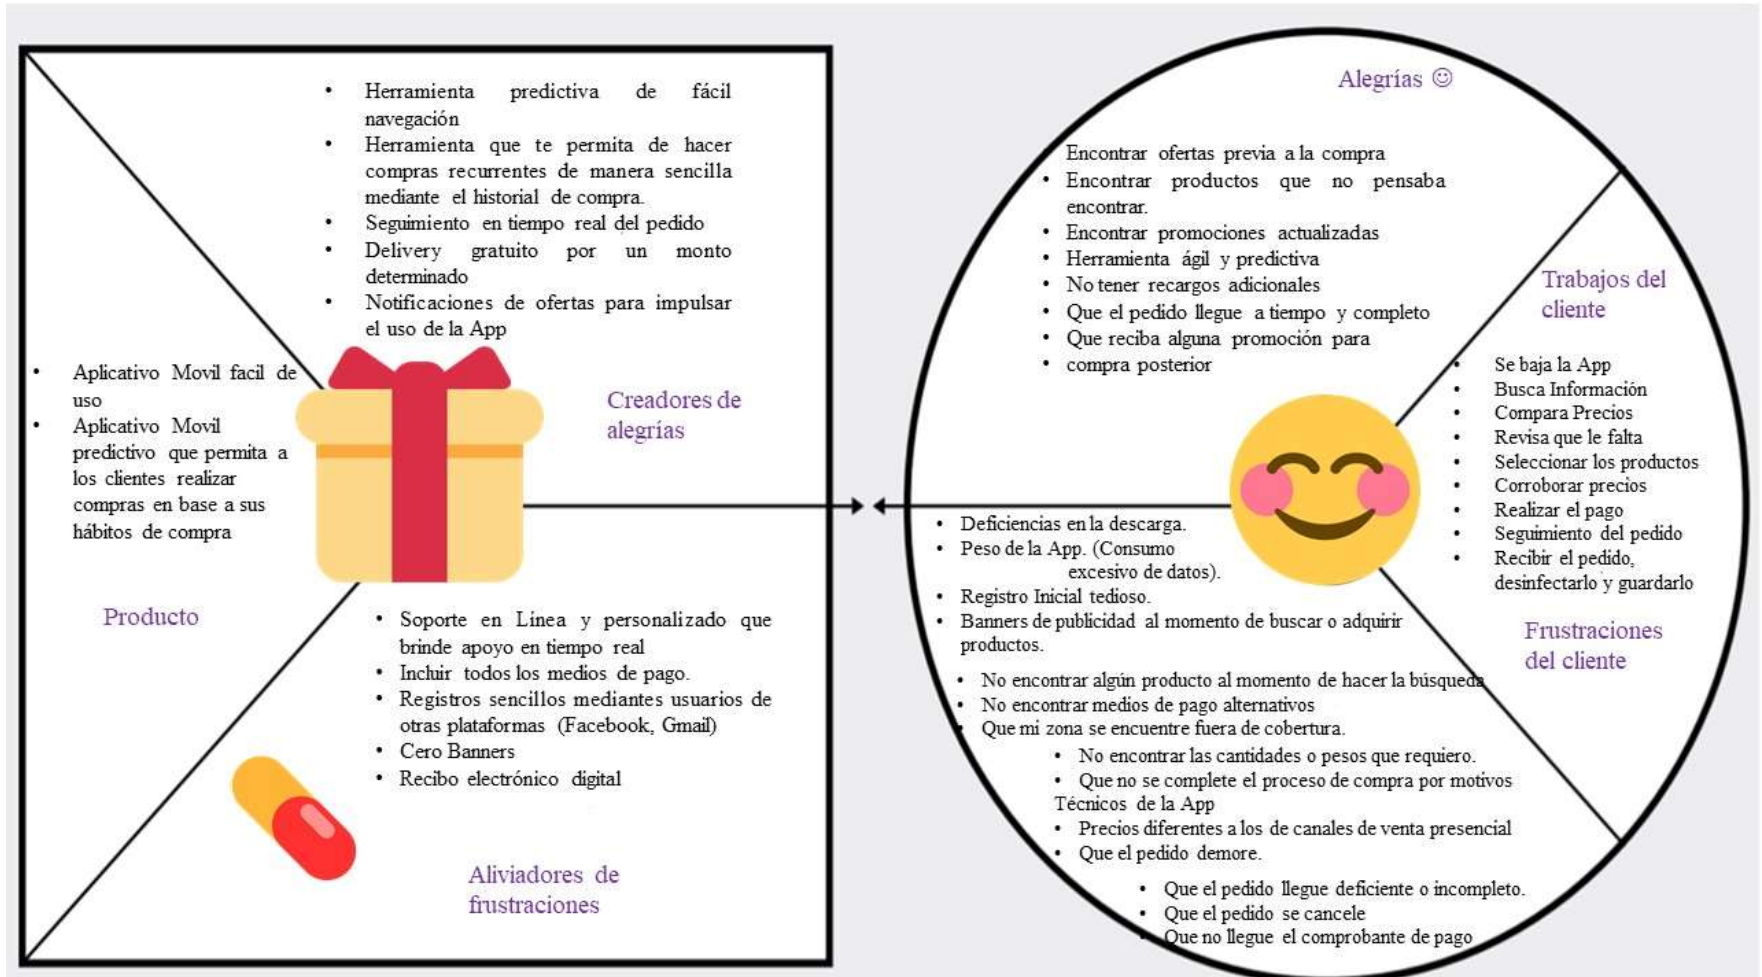 • Herramienta predictiva de fácil
navegación
• Herramienta que te permita de hacer
compras recurrentes de manera sencilla
mediante el historial de compra.
• Seguimiento en tiempo real del pedido
• Delivery gratuito por un monto
determinado
• Notificaciones de ofertas para impulsar
el uso de la App
Creadores de
alegrías
• Aplicativo Movil facil de
uso
• Aplicativo Movil
predictivo que permita a
los clientes realizar
compras en base a sus
hábitos de compra
Producto
• Soporte en Línea y personalizado que
brinde apoyo en tiempo real
• Incluir todos los medios de pago.
• Registros sencillos mediantes usuarios de
otras plataformas (Facebook, Gmail)
• Cero Banners
• Recibo electrónico digital
Aliviadores de
frustraciones
Alegrías ☺
Encontrar ofertas previa a la compra
• Encontrar productos que no pensaba
encontrar.
• Encontrar promociones actualizadas
• Herramienta ágil y predictiva
• No tener recargos adicionales
• Que el pedido llegue a tiempo y completo
• Que reciba alguna promoción para
• compra posterior
Trabajos del
cliente
• Se baja la App
• Busca Información
• Compara Precios
• Revisa que le falta
• Seleccionar los productos
• Corroborar precios
• Realizar el pago
• Seguimiento del pedido
• Recibir el pedido,
desinfectarlo y guardarlo
Frustraciones
del cliente
• Deficiencias en la descarga.
• Peso de la App. (Consumo
excesivo de datos).
• Registro Inicial tedioso.
• Banners de publicidad al momento de buscar o adquirir
productos.
• No encontrar algún producto al momento de hacer la búsqueda
• No encontrar medios de pago alternativos
• Que mi zona se encuentre fuera de cobertura.
• No encontrar las cantidades o pesos que requiero.
• Que no se complete el proceso de compra por motivos
Técnicos de la App
• Precios diferentes a los de canales de venta presencial
• Que el pedido demore.
• Que el pedido llegue deficiente o incompleto.
• Que el pedido se cancele
• Que no llegue el comprobante de pago